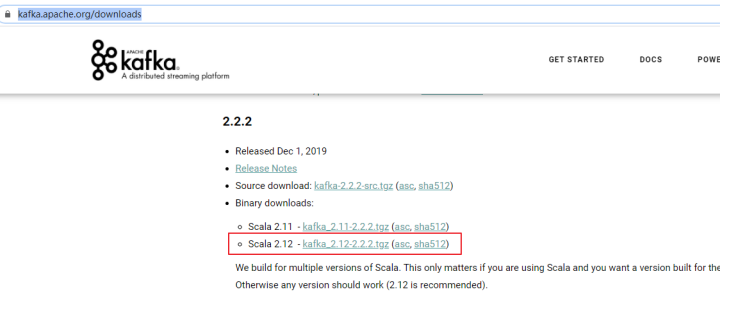 kafka.apache.org/downloads
APACHE
kafka
A distributed streaming platform
GET STARTED
DOCS
POWE
2.2.2
Released Dec 1, 2019
Release Notes
Source download: kafka-2.2.2-src.tgz (asc, sha512)
Binary downloads:
Scala 2.11 - kafka_2.11-2.2.2.tgz (asc, sha512)
Scala 2.12 - kafka_2.12-2.2.2.tgz (asc, sha512)
We build for multiple versions of Scala. This only matters if you are using Scala and you want a version built for the
Otherwise any version should work (2.12 is recommended).